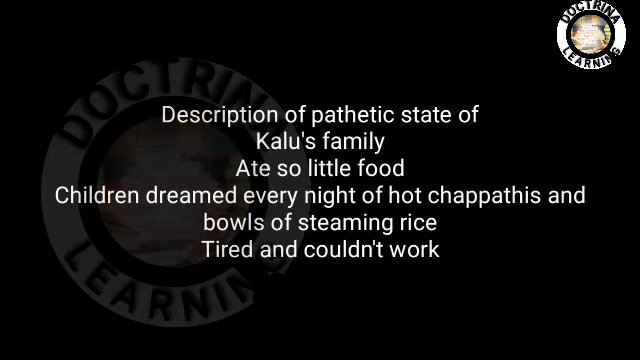 DOCTRINA
LEARNING
Description of pathetic state of
Kalu's family
Ate so little food
Children dreamed every night of hot chappathis and
bowls of steaming rice
Tired and couldn't work
DOCTRINA
LEARNING